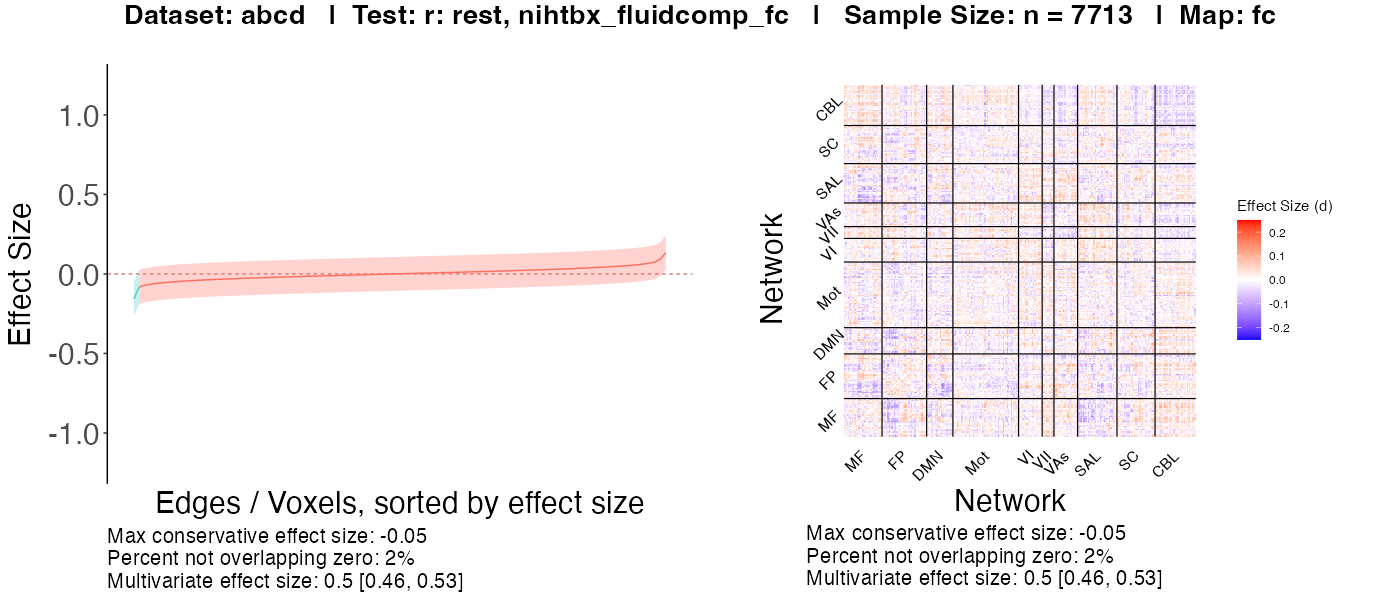 Dataset: abcd | Test: r: rest, nihtbx_fluidcomp_fc | Sample Size: n = 7713 | Map: fc
Effect Size
1.0
0.5
0.0
-0.5
-1.0
Edges / Voxels, sorted by effect size
Max conservative effect size: -0.05
Percent not overlapping zero: 2%
Multivariate effect size: 0.5 [0.46, 0.53]
Network
CBL
SC
SAL
VAs
VII
VI
Mot
DMN
FP
MF
MF
FP
DMN
Mot
VI
VII
VAs
SAL
SC
CBL
Network
Max conservative effect size: -0.05
Percent not overlapping zero: 2%
Multivariate effect size: 0.5 [0.46, 0.53]
Effect Size (d)
0.2
0.1
0.0
-0.1
-0.2